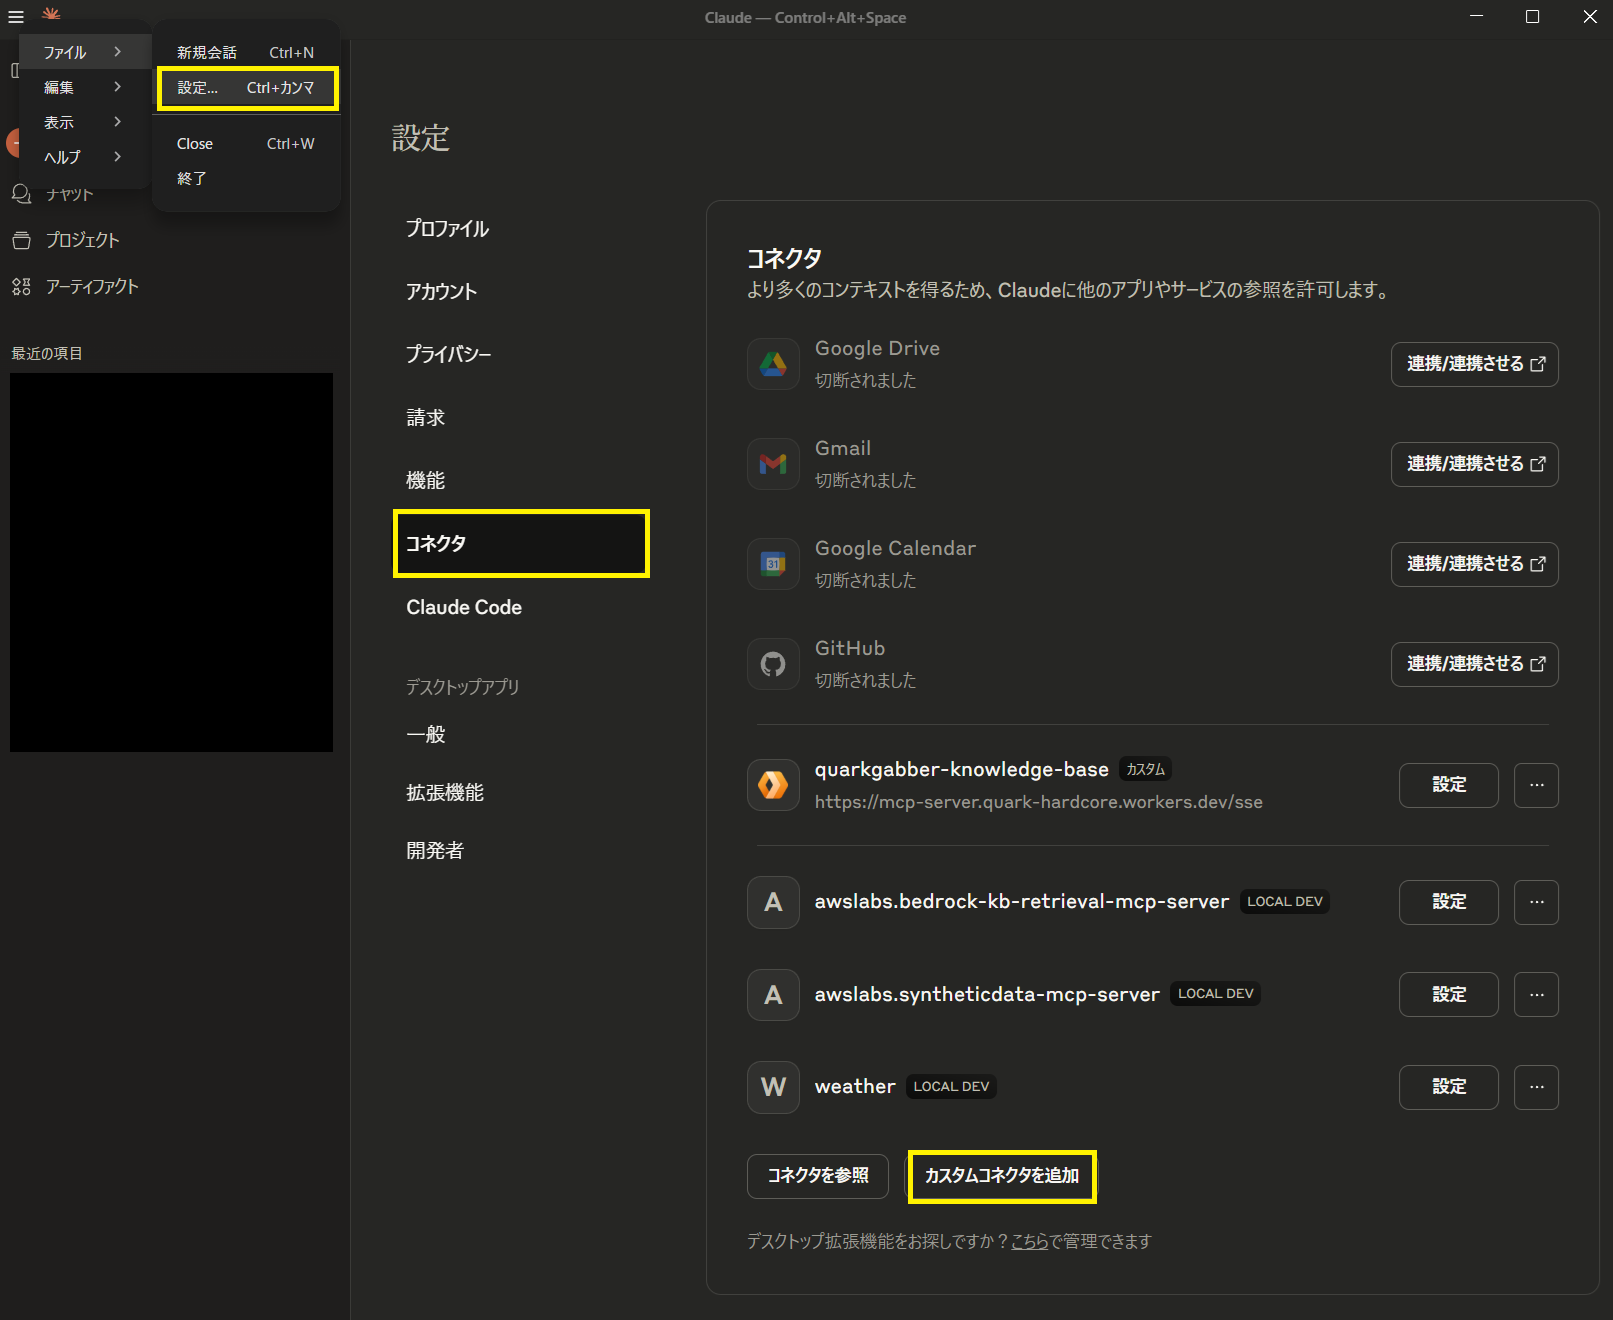 Claude — Control+Alt+Space
ファイル
編集
表示
ヘルプ
新規会話 Ctrl+N
設定... Ctrl+カンマ
Close Ctrl+W
終了
チャット
プロジェクト
アーティファクト
最近の項目
設定
プロファイル
アカウント
プライバシー
請求
機能
コネクタ
Claude Code
デスクトップアプリ
一般
拡張機能
開発者
コネクタ
より多くのコンテキストを得るため、Claudeに他のアプリやサービスの参照を許可します。
Google Drive
切断されました
連携/連携させる
Gmail
切断されました
連携/連携させる
31
Google Calendar
切断されました
連携/連携させる
GitHub
切断されました
連携/連携させる
quarkgabber-knowledge-base カスタム
https://mcp-server.quark-hardcore.workers.dev/sse
設定 ...
A awslabs.bedrock-kb-retrieval-mcp-server LOCAL DEV 設定 ...
A awslabs.syntheticdata-mcp-server LOCAL DEV 設定 ...
W weather LOCAL DEV 設定 ...
コネクタを参照 カスタムコネクタを追加
デスクトップ拡張機能をお探しですか？こちらで管理できます